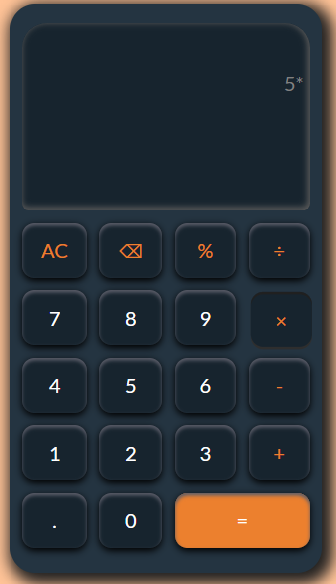 5*
AC ⌫ % ÷
7 8 9 ×
4 5 6 -
1 2 3 +
. 0 =